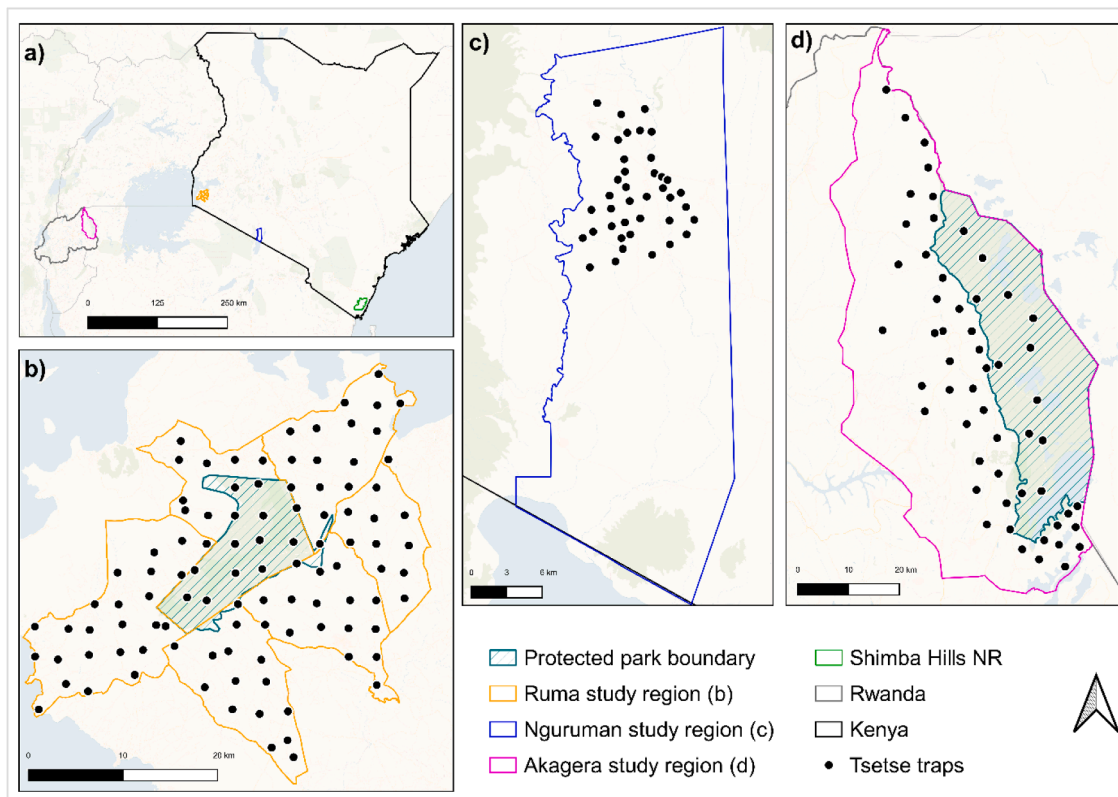 a)
0 125 250 km
b)
0 10 20 km
c)
0 3 6 km
d)
0 10 20 km
Protected park boundary
Ruma study region (b)
Nguruman study region (c)
Akagera study region (d)
Shimba Hills NR
Rwanda
Kenya
Tsetse traps